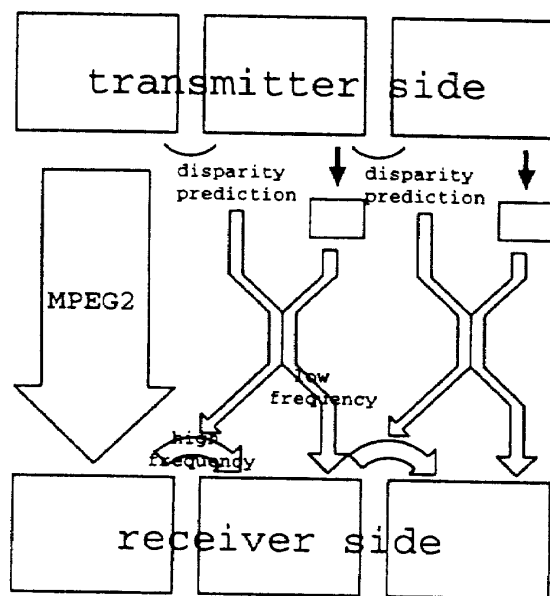 transmitter side
disparity
prediction
disparity
prediction
MPEG2
low
frequency
high
frequency
receiver side